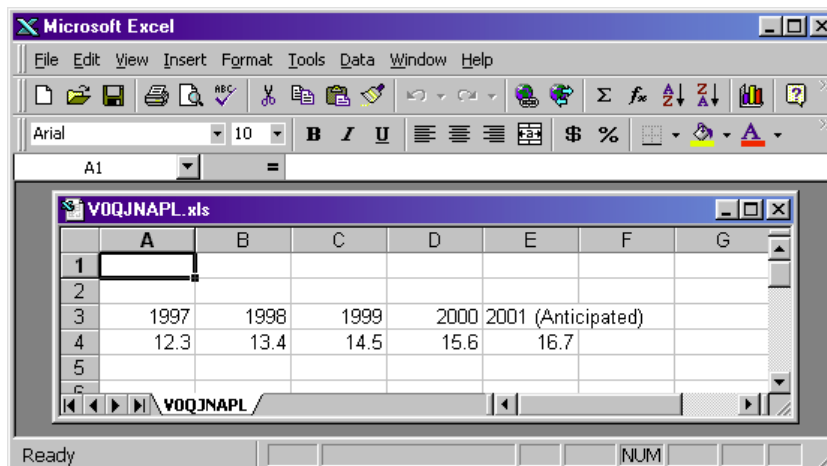 Microsoft Excel
File Edit View Insert Format Tools Data Window Help
ABC Σ fx A Z Z A ?
Arial 10 B I U a $ % A
A1 =
V0QJNAPL.xls
A B C D E F G
1
2
3 1997 1998 1999 2000 2001 (Anticipated)
4 12.3 13.4 14.5 15.6 16.7
5
V0QJNAPL
Ready NUM